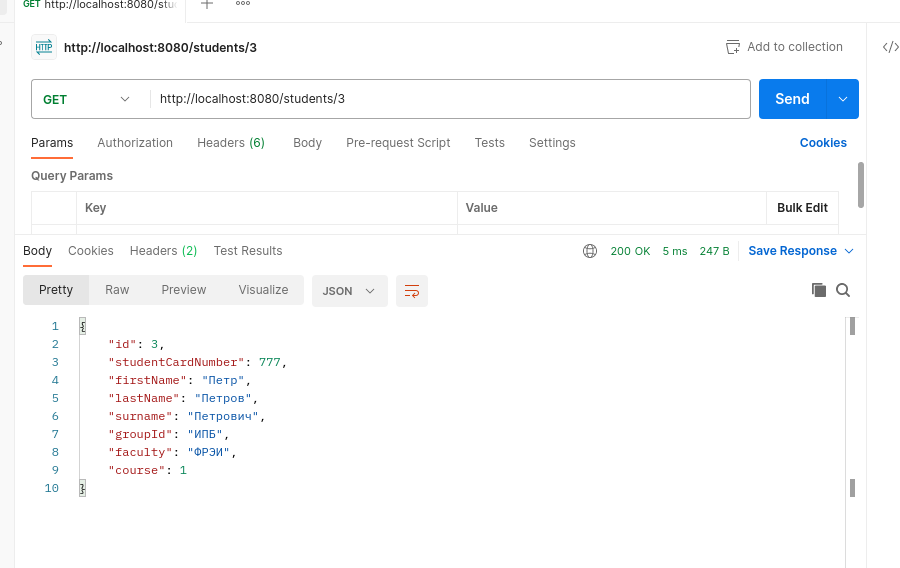 GET http://localhost:8080/stu
HTTP http://localhost:8080/students/3 Add to collection </>
GET http://localhost:8080/students/3 Send
Params Authorization Headers (6) Body Pre-request Script Tests Settings Cookies
Query Params
Key Value Bulk Edit
Body Cookies Headers (2) Test Results 200 OK 5 ms 247 B Save Response
Pretty Raw Preview Visualize JSON
1 {
2 "id": 3,
3 "studentCardNumber": 777,
4 "firstName": "Петр",
5 "lastName": "Петров",
6 "surname": "Петрович",
7 "groupId": "ИПБ",
8 "faculty": "ФРЭИ",
9 "course": 1
10 }